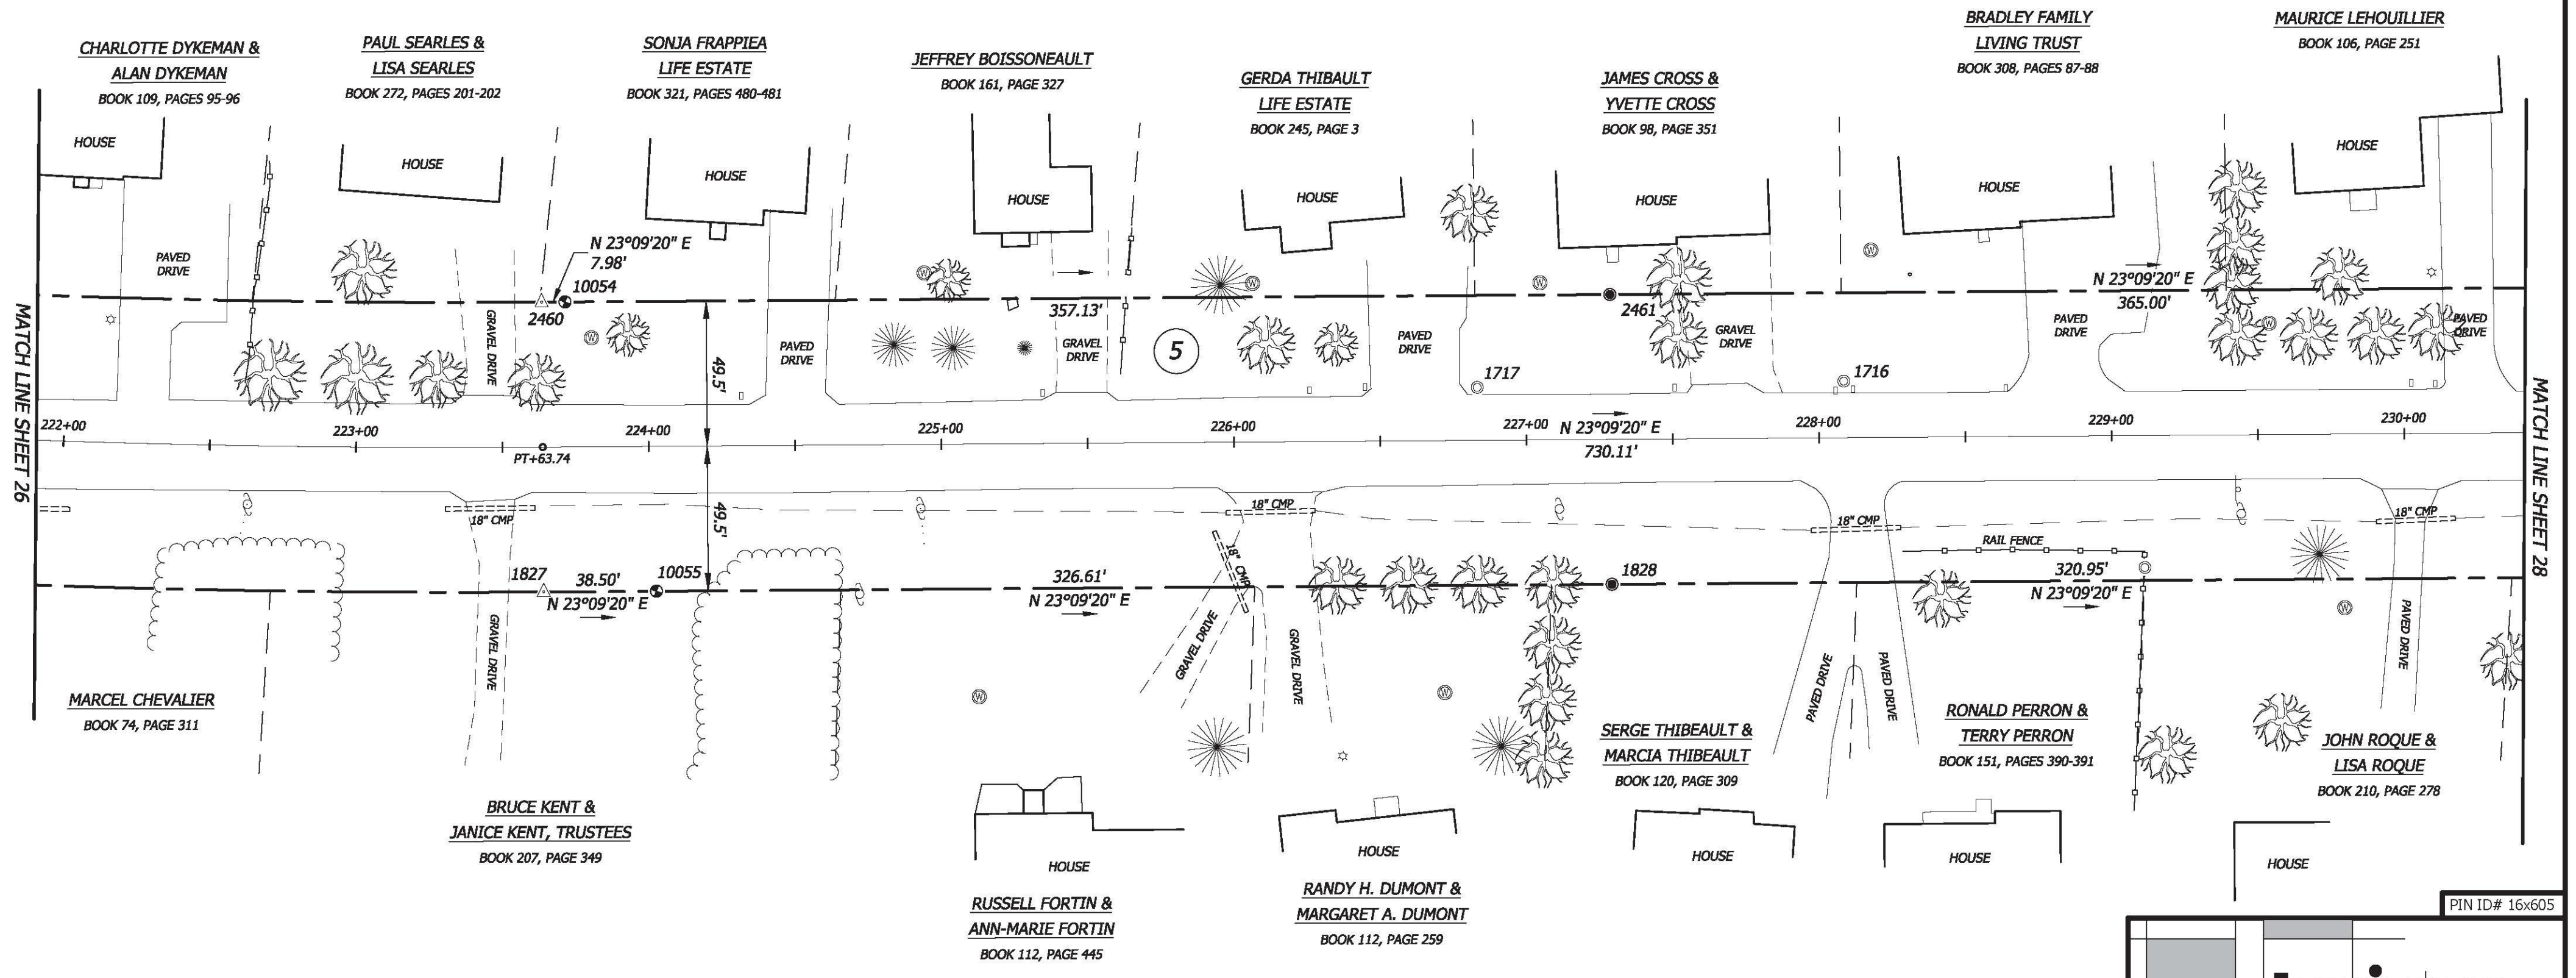 CHARLOTTE DYKEMAN &
ALAN DYKEMAN
BOOK 109, PAGES 95-96
PAUL SEARLES &
LISA SEARLES
BOOK 272, PAGES 201-202
SONJA FRAPPIEA
LIFE ESTATE
BOOK 321, PAGES 480-481
JEFFREY BOISSONEAULT
BOOK 161, PAGE 327
GERDA THIBAULT
LIFE ESTATE
BOOK 245, PAGE 3
JAMES CROSS &
YVETTE CROSS
BOOK 98, PAGE 351
BRADLEY FAMILY
LIVING TRUST
BOOK 308, PAGES 87-88
MAURICE LEHOUILLIER
BOOK 106, PAGE 251
HOUSE
HOUSE
HOUSE
HOUSE
HOUSE
HOUSE
HOUSE
HOUSE
PAVED
DRIVE
N 23°09'20" E
7.98'
10054
2460
GRAVEL DRIVE
W
49.5'
PAVED
DRIVE
W
357.13'
GRAVEL
DRIVE
5
W
PAVED
DRIVE
1717
W
2461
GRAVEL
DRIVE
W
1716
PAVED
DRIVE
N 23°09'20" E
365.00'
W
PAVED
DRIVE
MATCH LINE SHEET 26
MATCH LINE SHEET 28
222+00
223+00
224+00
225+00
226+00
227+00
N 23°09'20" E
730.11'
228+00
229+00
230+00
PT+63.74
49.5'
18" CMP
18" CMP
18" CMP
18" CMP
18" CMP
RAIL FENCE
1827
38.50'
N 23°09'20" E
10055
326.61'
N 23°09'20" E
1828
320.95'
N 23°09'20" E
GRAVEL DRIVE
GRAVEL DRIVE
GRAVEL DRIVE
PAVED DRIVE
PAVED DRIVE
PAVED DRIVE
W
W
W
MARCEL CHEVALIER
BOOK 74, PAGE 311
BRUCE KENT &
JANICE KENT, TRUSTEES
BOOK 207, PAGE 349
HOUSE
RUSSELL FORTIN &
ANN-MARIE FORTIN
BOOK 112, PAGE 445
HOUSE
RANDY H. DUMONT &
MARGARET A. DUMONT
BOOK 112, PAGE 259
SERGE THIBEAULT &
MARCIA THIBEAULT
BOOK 120, PAGE 309
HOUSE
RONALD PERRON &
TERRY PERRON
BOOK 151, PAGES 390-391
HOUSE
JOHN ROQUE &
LISA ROQUE
BOOK 210, PAGE 278
HOUSE
PIN ID# 16x605